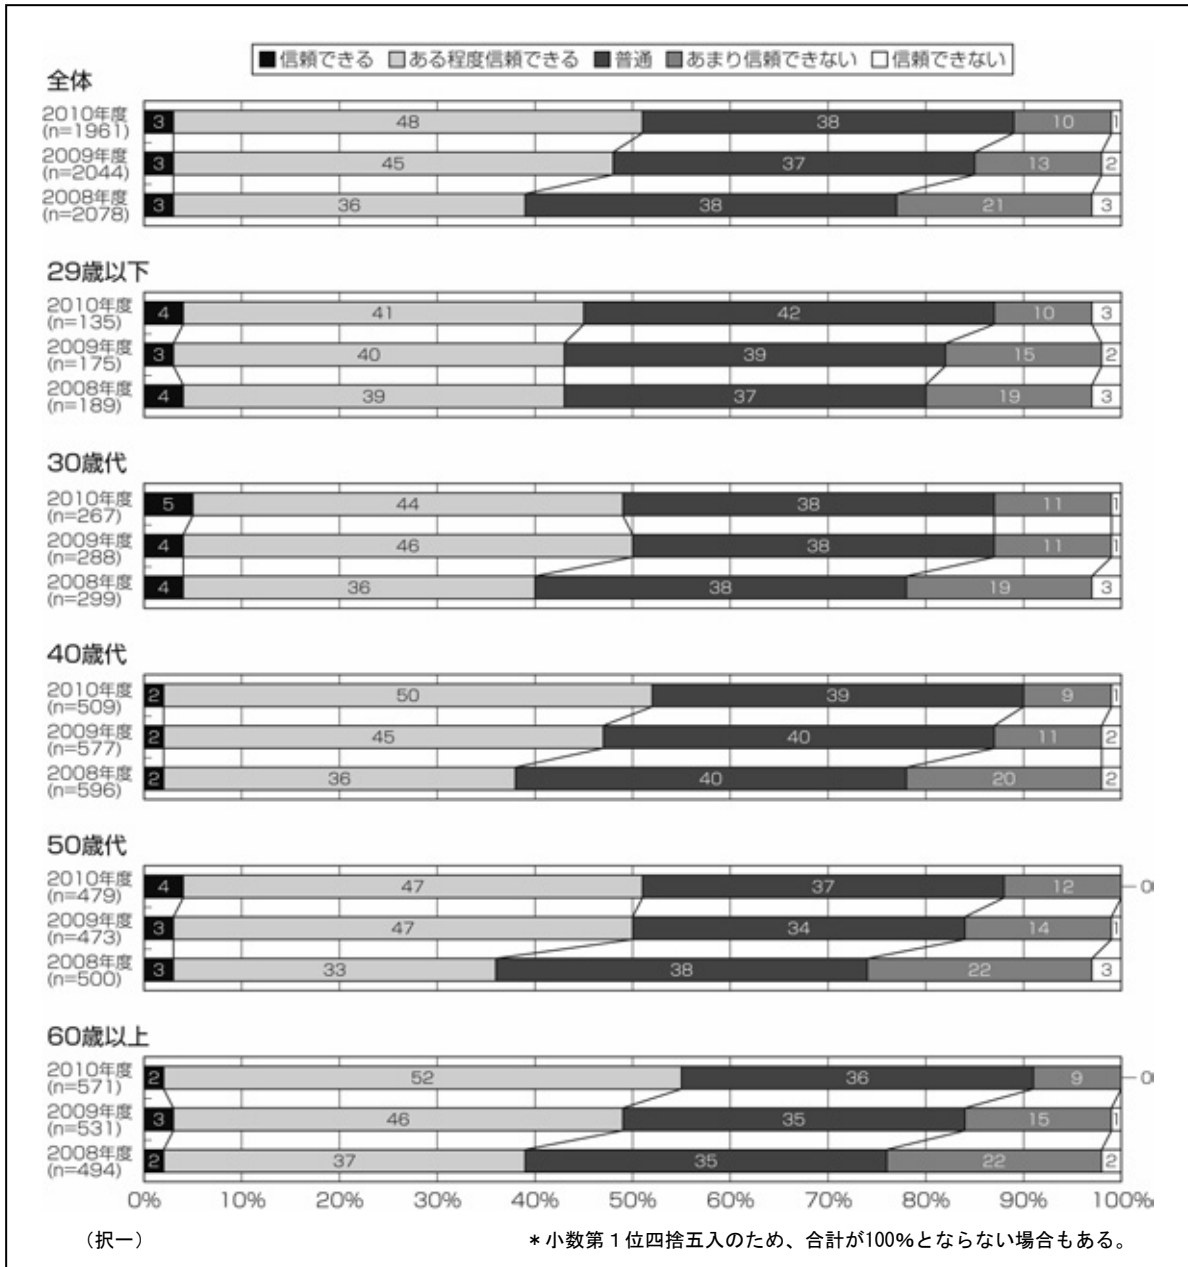 ■信頼できる □ある程度信頼できる ■普通 ■あまり信頼できない □信頼できない
全体
2010年度
(n=1961)
3 48 38 10 1
2009年度
(n=2044)
3 45 37 13 2
2008年度
(n=2078)
3 36 38 21 3
29歳以下
2010年度
(n=135)
4 41 42 10 3
2009年度
(n=175)
3 40 39 15 2
2008年度
(n=189)
4 39 37 19 3
30歳代
2010年度
(n=267)
5 44 38 11 1
2009年度
(n=288)
4 46 38 11 1
2008年度
(n=299)
4 36 38 19 3
40歳代
2010年度
(n=509)
2 50 39 9 1
2009年度
(n=577)
2 45 40 11 2
2008年度
(n=596)
2 36 40 20 2
50歳代
2010年度
(n=479)
4 47 37 12 0
2009年度
(n=473)
3 47 34 14 1
2008年度
(n=500)
3 33 38 22 3
60歳以上
2010年度
(n=571)
2 52 36 9 0
2009年度
(n=531)
3 46 35 15 1
2008年度
(n=494)
2 37 35 22 2
0% 10% 20% 30% 40% 50% 60% 70% 80% 90% 100%
（択一） ＊小数第１位四捨五入のため、合計が100%とならない場合もある。